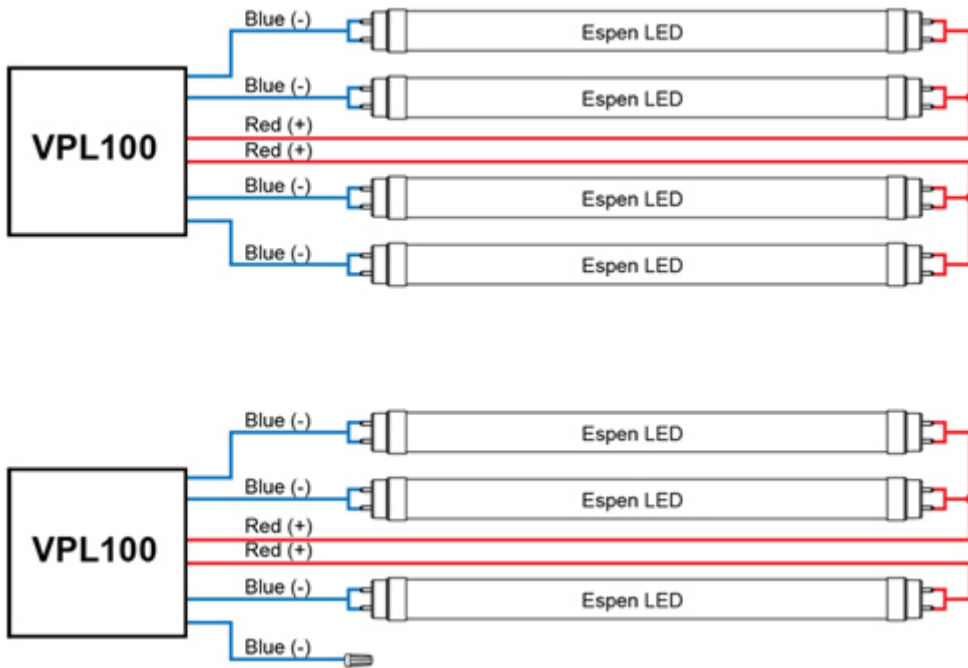 Blue (-)
Espen LED
Blue (-)
Espen LED
Red (+)
VPL100
Red (+)
Blue (-)
Espen LED
Blue (-)
Espen LED
Blue (-)
Espen LED
Blue (-)
Espen LED
Red (+)
VPL100
Red (+)
Blue (-)
Espen LED
Blue (-)